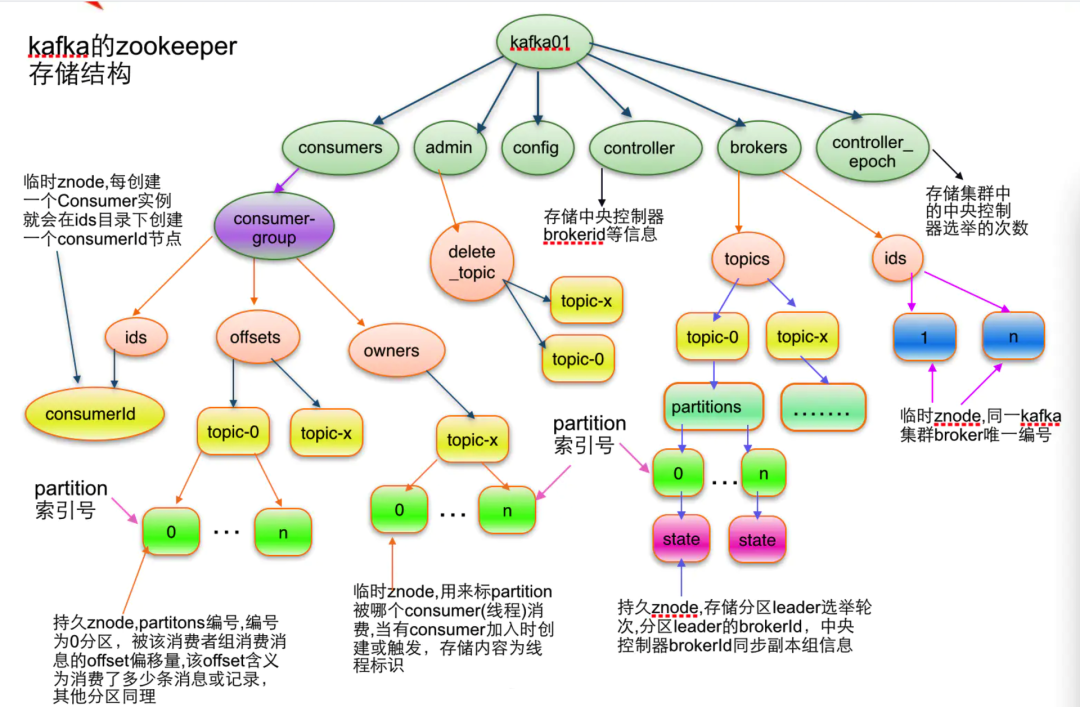 kafka的zookeeper
存储结构
kafka01
consumers
admin
config
controller
brokers
controller_
epoch
临时znode,每创建
一个Consumer实例
就会在ids目录下创建
一个consumerId节点
consumer-
group
存储中央控制器
brokerid等信息
存储集群中
的中央控制
器选举的次数
delete
_topic
topics
ids
topic-x
topic-0
ids
offsets
owners
topic-0
topic-x
1
n
consumerId
topic-0
topic-x
topic-x
partitions
.......
临时znode,同一kafka
集群broker唯一编号
partition
索引号
partition
索引号
0
...
n
0
...
n
0
...
n
state
state
持久znode,partitons编号,编号
为0分区，被该消费者组消费消
息的offset偏移量,该offset含义
为消费了多少条消息或记录，
其他分区同理
临时znode,用来标partition
被哪个consumer(线程)消
费,当有consumer加入时创
建或触发，存储内容为线
程标识
持久znode,存储分区leader选举轮
次,分区leader的brokerId，中央
控制器brokerId同步副本组信息